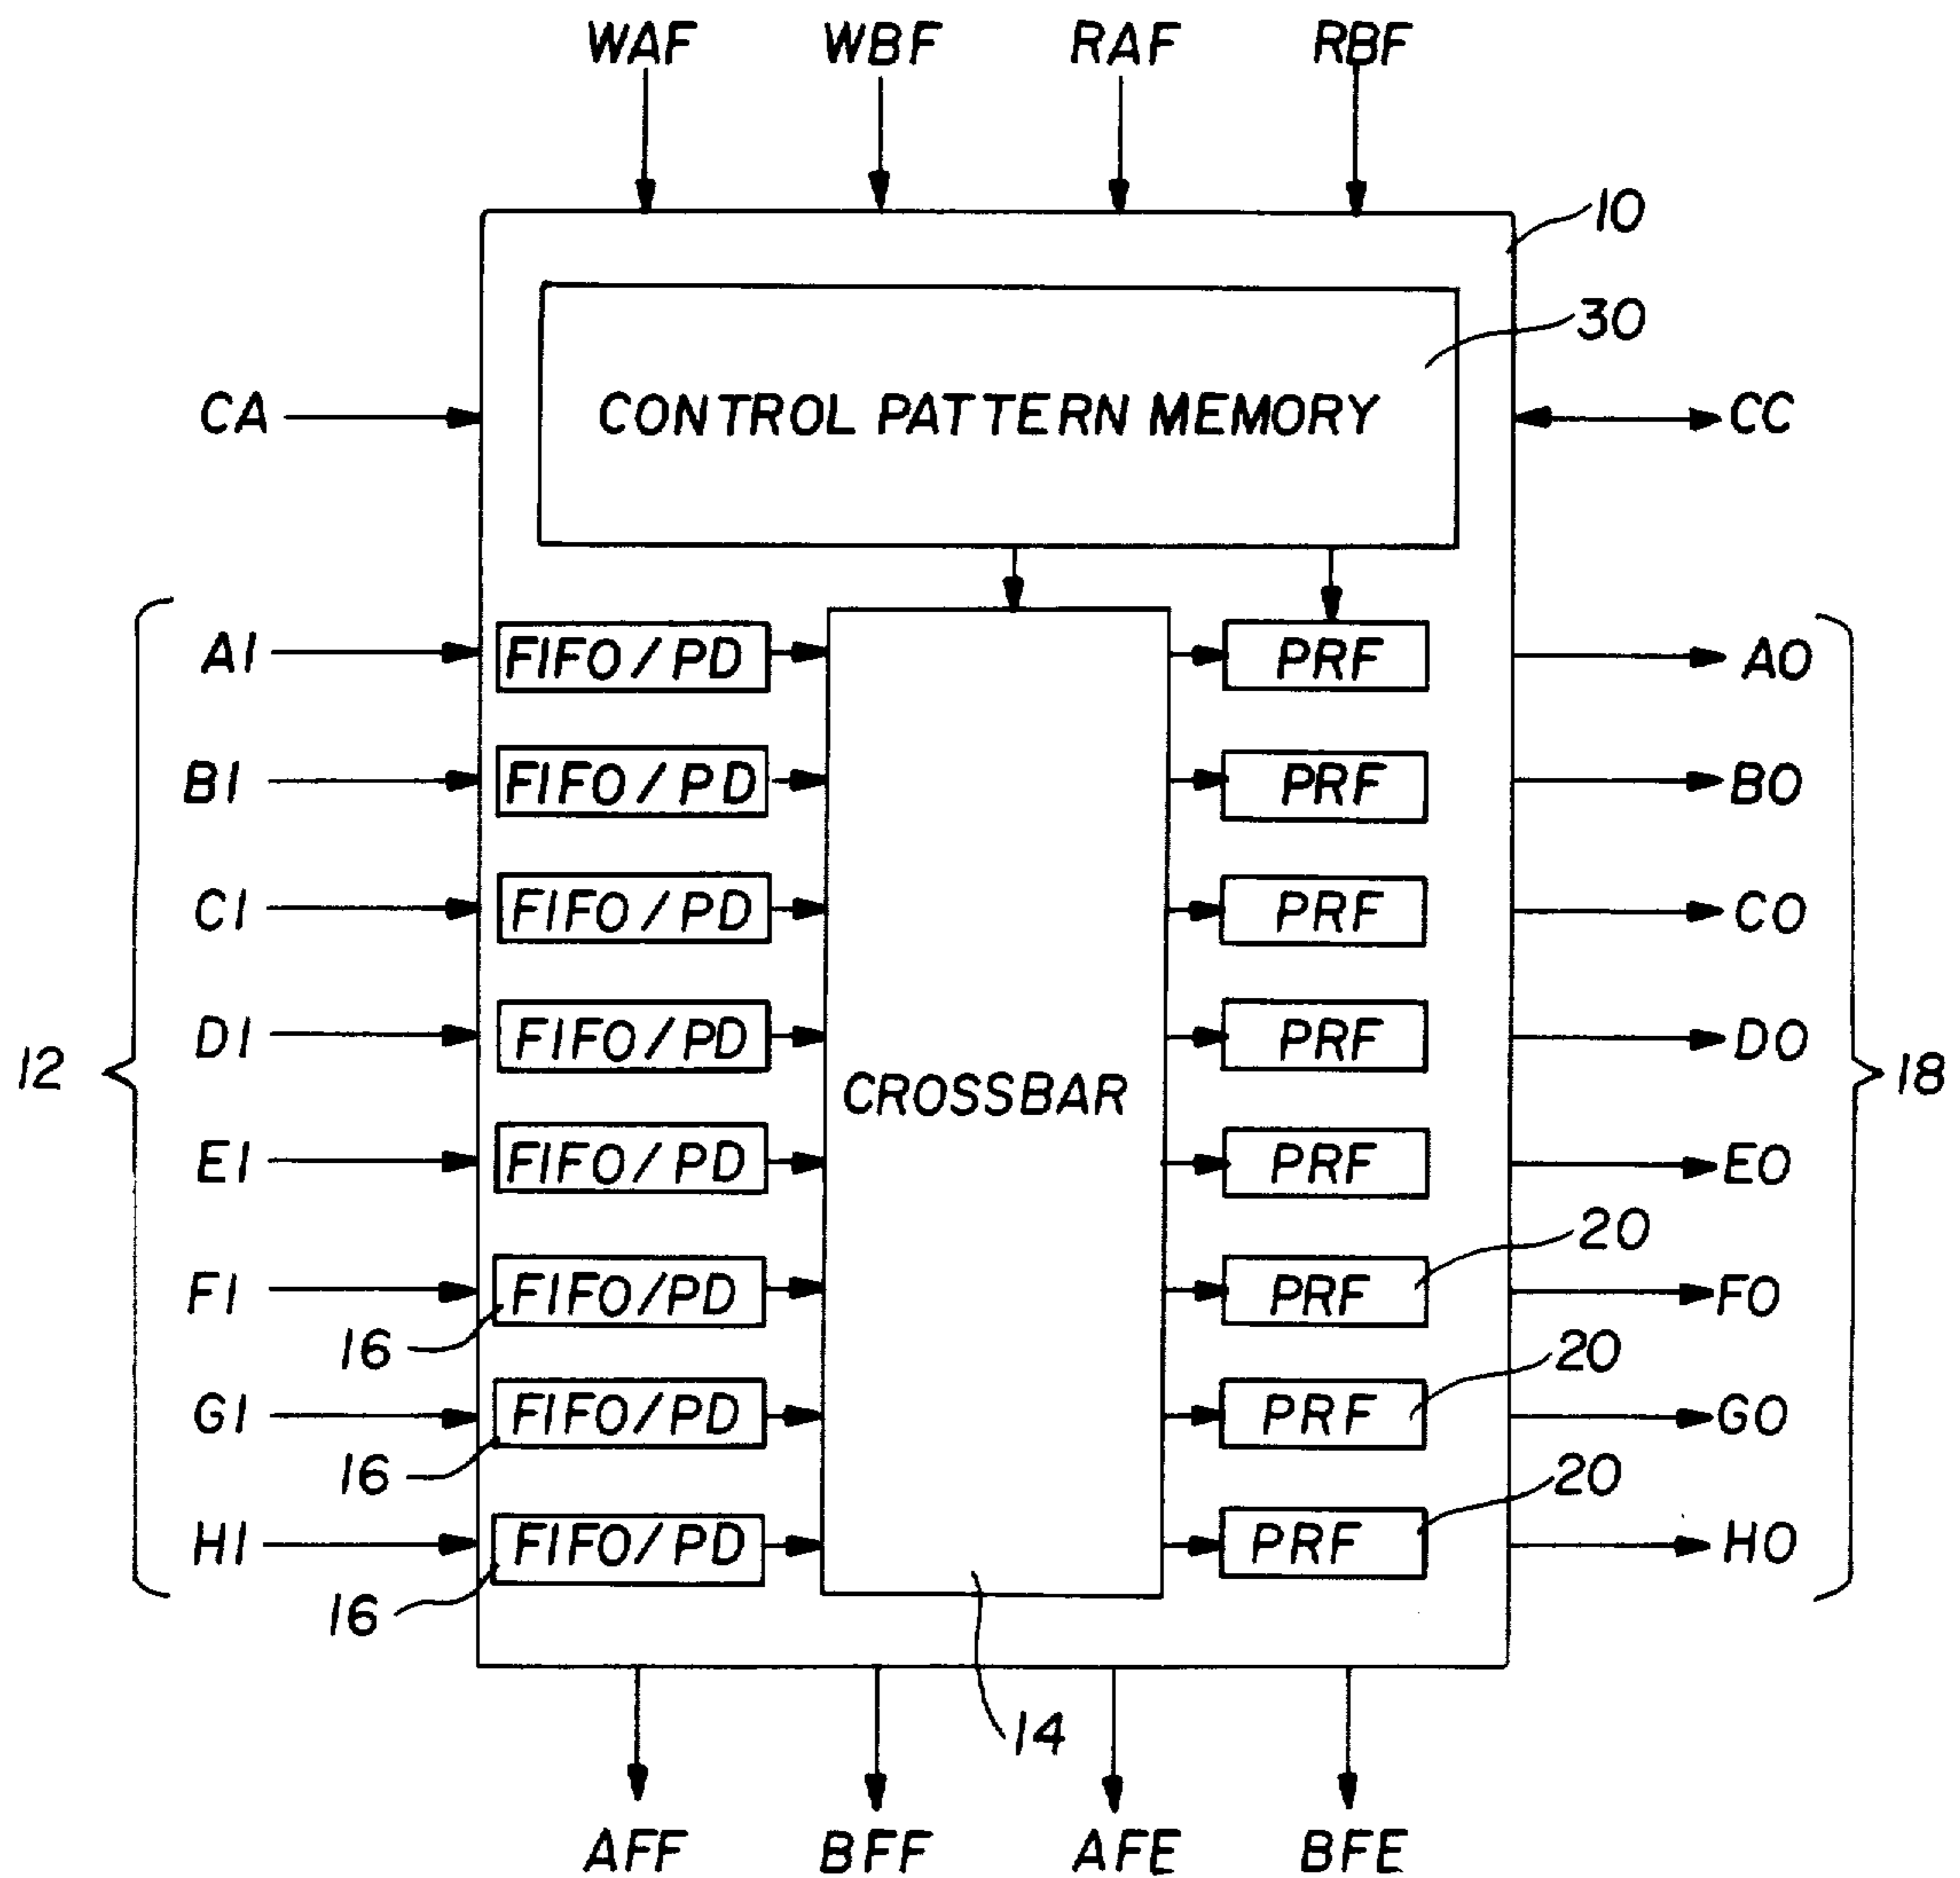 WAF WBF RAF RBF
10
30
CONTROL PATTERN MEMORY
CA CC
AI FIFO/PD PRF AO
BI FIFO/PD PRF BO
CI FIFO/PD PRF CO
DI FIFO/PD PRF DO
12 CROSSBAR 18
EI FIFO/PD PRF EO
20
FI FIFO/PD PRF FO
16 20
GI FIFO/PD PRF GO
16 20
HI FIFO/PD PRF HO
16
14
AFF BFF AFE BFE